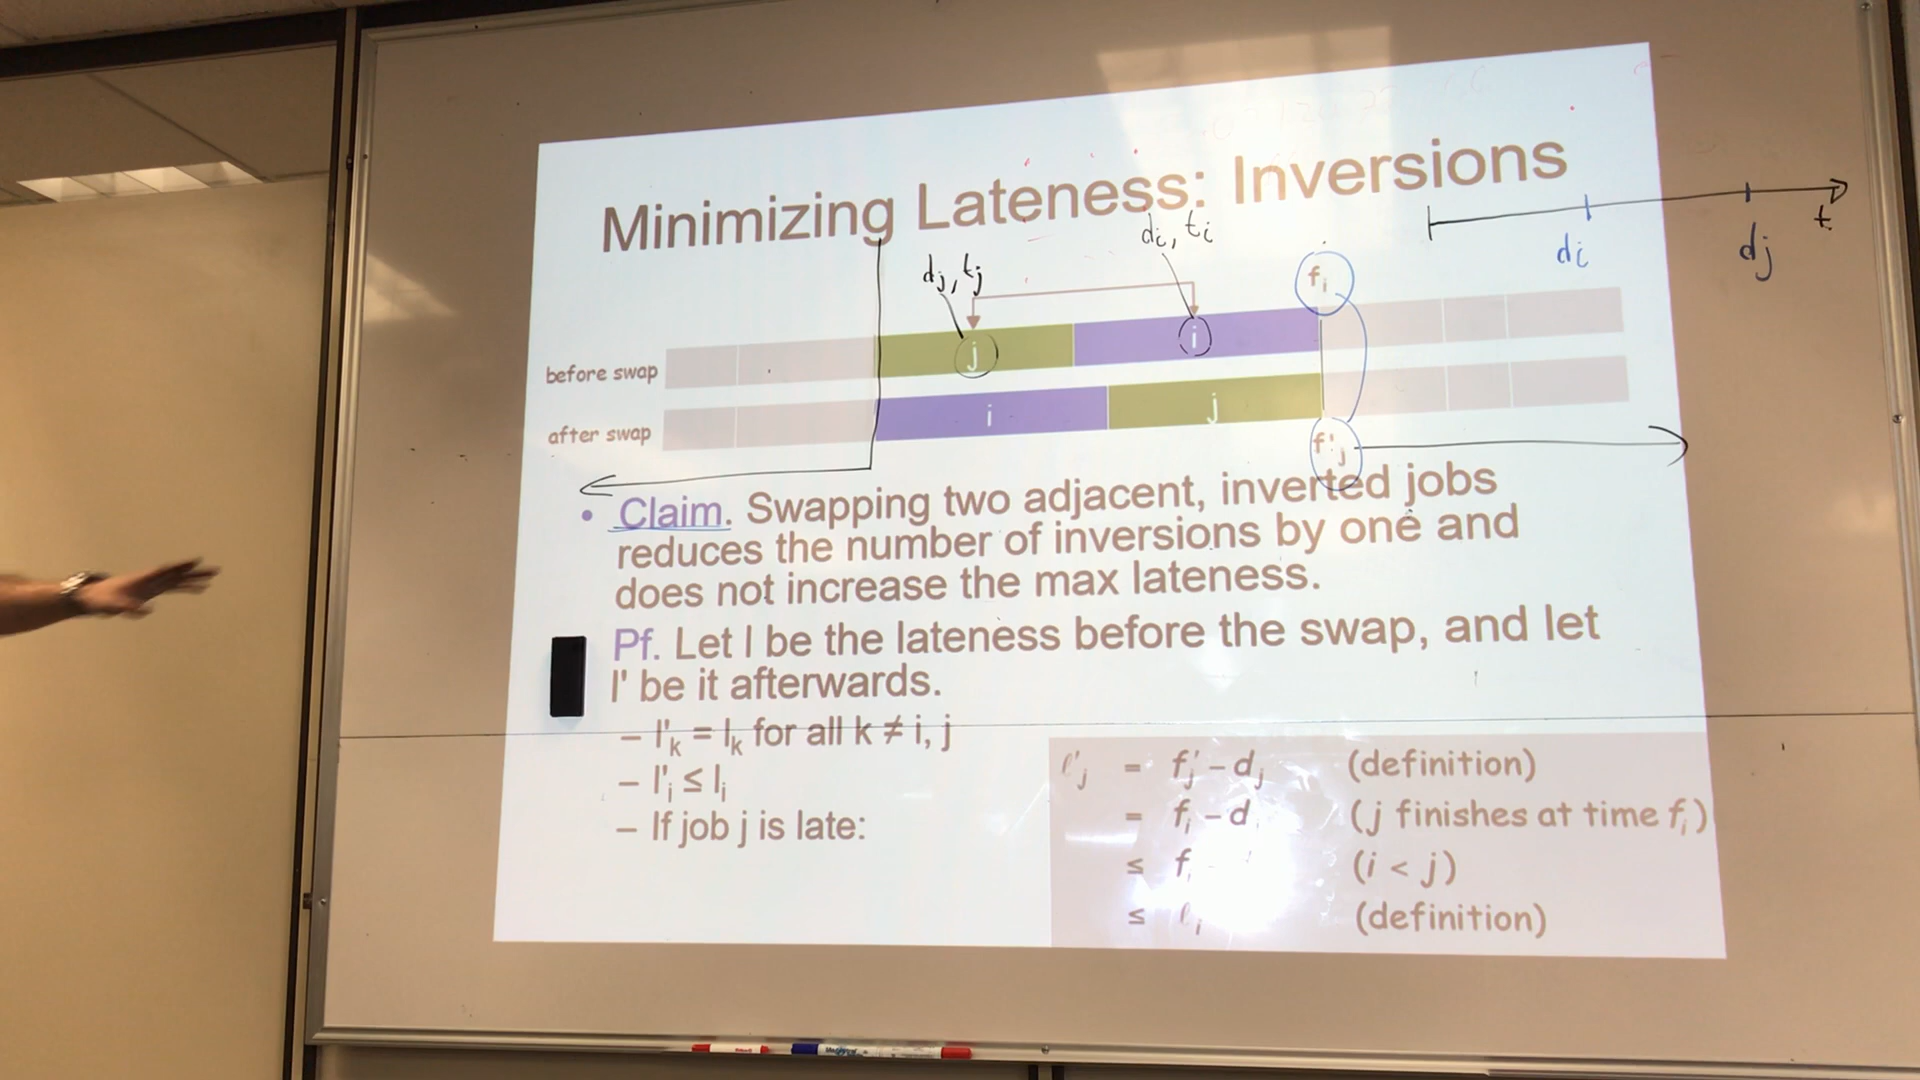 Minimizing Lateness: Inversions
di, ti
dj, tj
di
dj
t
fi
before swap
j
i
after swap
i
j
f'j
• Claim. Swapping two adjacent, inverted jobs
reduces the number of inversions by one and
does not increase the max lateness.
Pf. Let l be the lateness before the swap, and let
l' be it afterwards.
– l'k = lk for all k ≠ i, j
– l'i ≤ li
– If job j is late:
ℓ'j = f'j – dj (definition)
= fi – d (j finishes at time fi)
≤ fi – (i < j)
≤ ℓi (definition)